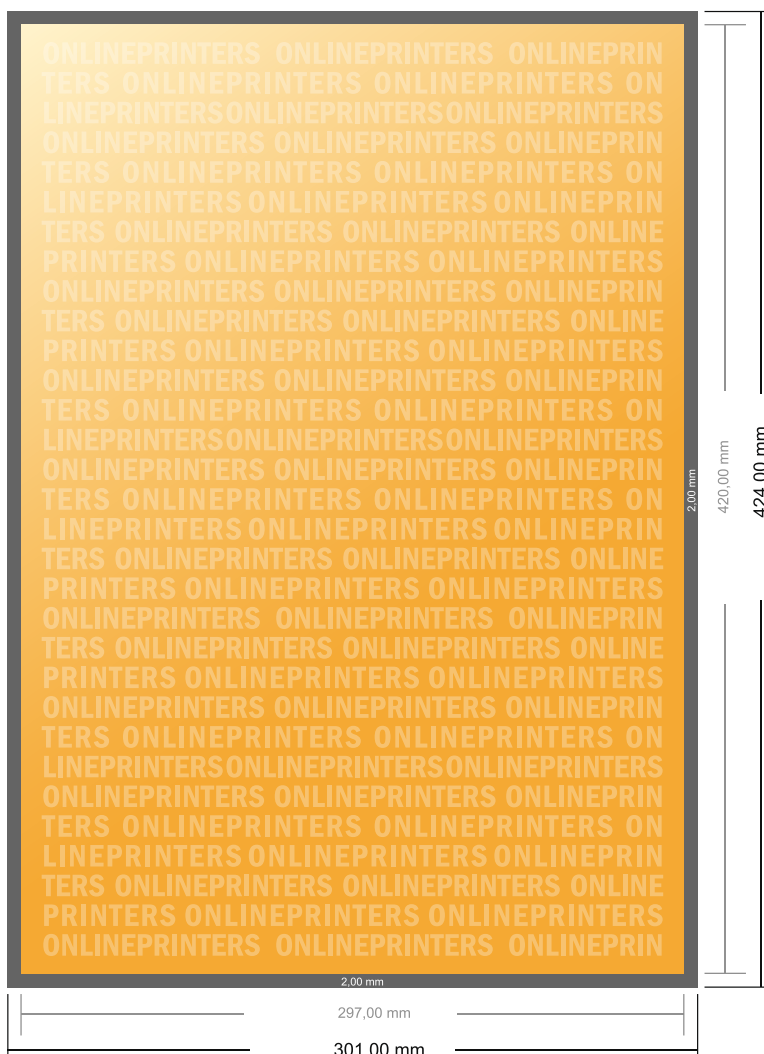 ONLINEPRINTERS ONLINEPRINTERS ONLINEPRIN
TERS ONLINEPRINTERS ONLINEPRINTERS ON
LINEPRINTERSONLINEPRINTERSONLINEPRINTERS
ONLINEPRINTERS ONLINEPRINTERS ONLINEPRIN
TERS ONLINEPRINTERS ONLINEPRINTERS ON
LINEPRINTERS ONLINEPRINTERS ONLINEPRIN
TERS ONLINEPRINTERS ONLINEPRINTERS ONLINE
PRINTERS ONLINEPRINTERS ONLINEPRINTERS
ONLINEPRINTERS ONLINEPRINTERS ONLINEPRIN
TERS ONLINEPRINTERS ONLINEPRINTERS ONLINE
PRINTERS ONLINEPRINTERS ONLINEPRINTERS
ONLINEPRINTERS ONLINEPRINTERS ONLINEPRIN
TERS ONLINEPRINTERS ONLINEPRINTERS ON
LINEPRINTERSONLINEPRINTERSONLINEPRINTERS
ONLINEPRINTERS ONLINEPRINTERS ONLINEPRIN
TERS ONLINEPRINTERS ONLINEPRINTERS ON
LINEPRINTERS ONLINEPRINTERS ONLINEPRIN
TERS ONLINEPRINTERS ONLINEPRINTERS ONLINE
PRINTERS ONLINEPRINTERS ONLINEPRINTERS
ONLINEPRINTERS ONLINEPRINTERS ONLINEPRIN
TERS ONLINEPRINTERS ONLINEPRINTERS ONLINE
PRINTERS ONLINEPRINTERS ONLINEPRINTERS
ONLINEPRINTERS ONLINEPRINTERS ONLINEPRIN
TERS ONLINEPRINTERS ONLINEPRINTERS ON
LINEPRINTERSONLINEPRINTERSONLINEPRINTERS
ONLINEPRINTERS ONLINEPRINTERS ONLINEPRIN
TERS ONLINEPRINTERS ONLINEPRINTERS ON
LINEPRINTERS ONLINEPRINTERS ONLINEPRIN
TERS ONLINEPRINTERS ONLINEPRINTERS ONLINE
PRINTERS ONLINEPRINTERS ONLINEPRINTERS
ONLINEPRINTERS ONLINEPRINTERS ONLINEPRIN
2,00 mm
420,00 mm
424,00 mm
2,00 mm
297,00 mm
301,00 mm